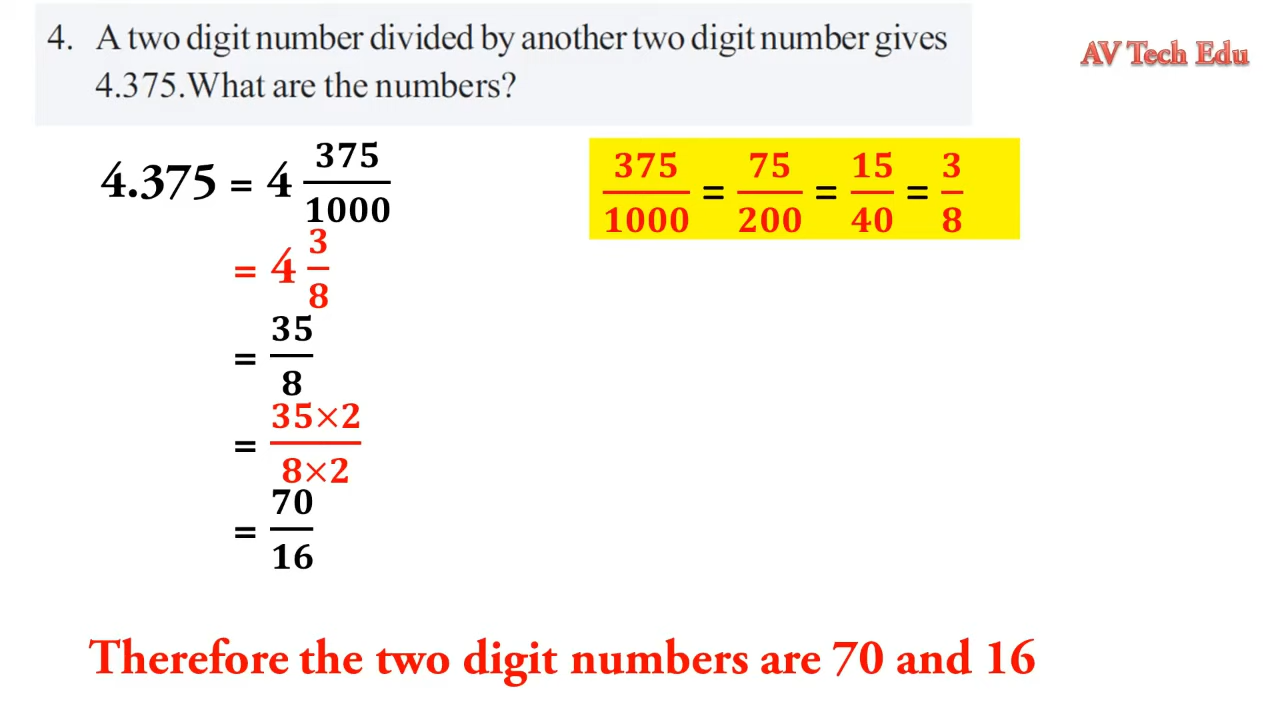 4. A two digit number divided by another two digit number gives
4.375.What are the numbers?
AV Tech Edu
4.375 = 4 375/1000
375/1000 = 75/200 = 15/40 = 3/8
= 4 3/8
= 35/8
= 35×2/8×2
= 70/16
Therefore the two digit numbers are 70 and 16